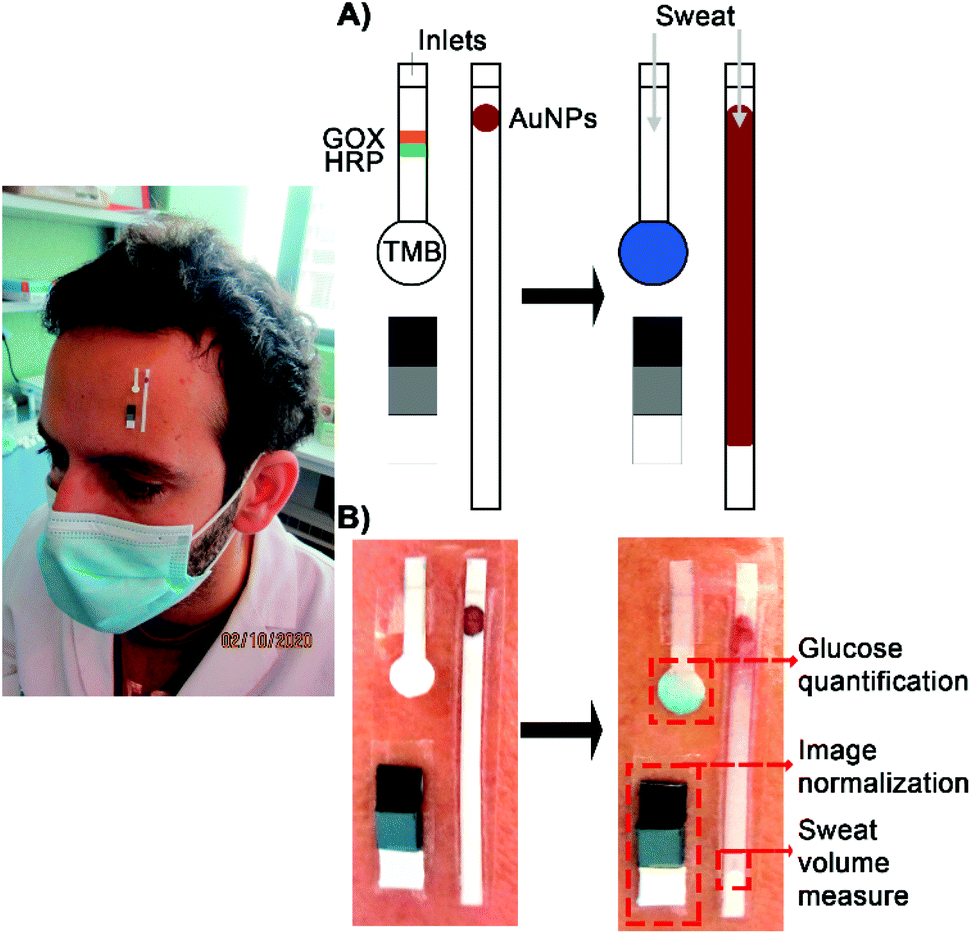 A)
Inlets
Sweat
AuNPs
GOX
HRP
TMB
B)
02/10/2020
Glucose
quantification
Image
normalization
Sweat
volume
measure